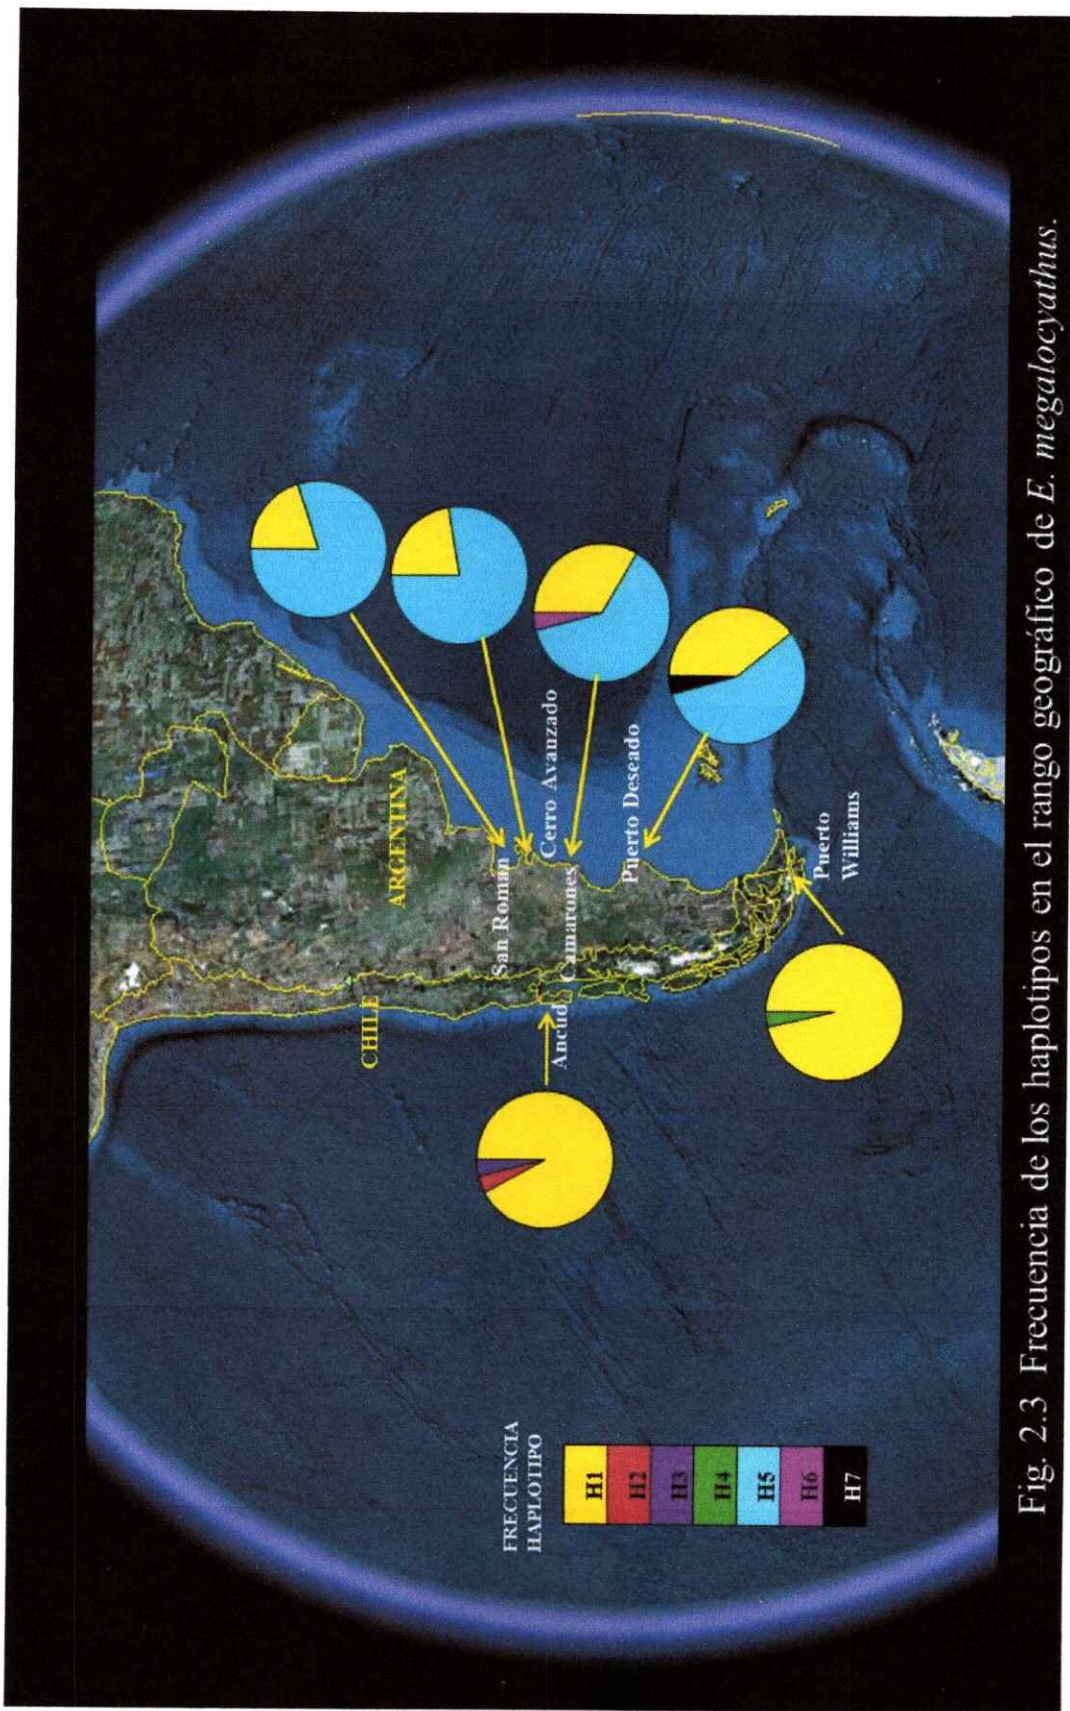 ARGENTINA
CHILE
San Roman
Cerro Avanzado
Ancud
Camarones
Puerto Deseado
Puerto
Williams
FRECUENCIA
HAPLOTIPO
H1
H2
H3
H4
H5
H6
H7
Fig. 2.3 Frecuencia de los haplotipos en el rango geográfico de E. megalocyathus.